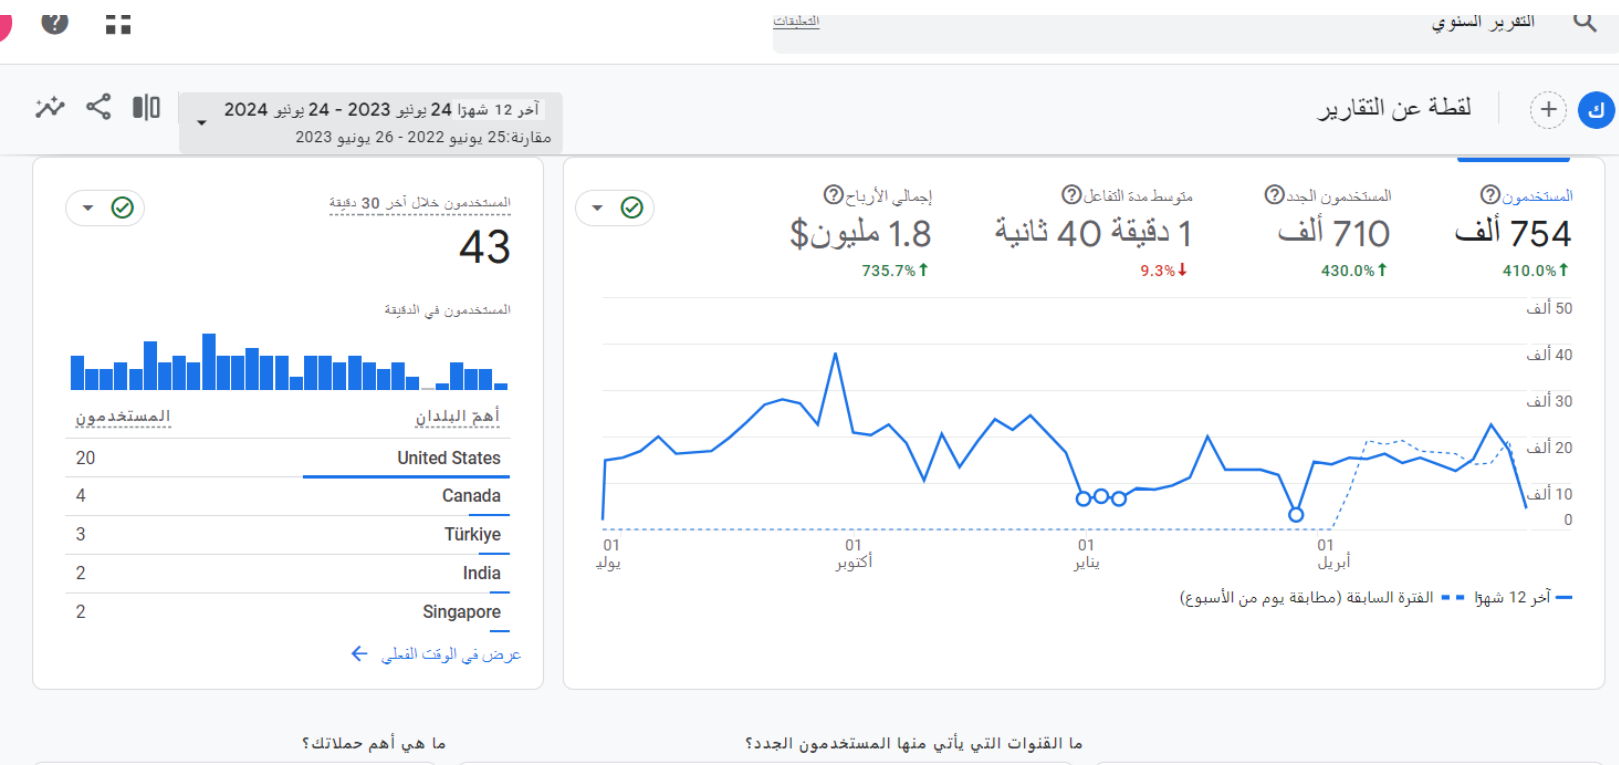 التقرير السنوي
التعليقات
?
ك
+
لقطة عن التقارير
آخر 12 شهرًا 24 يونيو 2023 - 24 يونيو 2024
مقارنة:25 يونيو 2022 - 26 يونيو 2023
المستخدمون?
754 ألف
410.0%↑
المستخدمون الجدد?
710 ألف
430.0%↑
متوسط مدة التفاعل?
1 دقيقة 40 ثانية
9.3%↓
إجمالي الأرباح?
1.8 مليون$
735.7%↑
50 ألف
40 ألف
30 ألف
20 ألف
10 ألف
0
01
يوليو
01
أكتوبر
01
يناير
01
أبريل
آخر 12 شهرًا
الفترة السابقة (مطابقة يوم من الأسبوع)
المستخدمون خلال آخر 30 دقيقة
43
المستخدمون في الدقيقة
أهمّ البلدان المستخدمون
United States 20
Canada 4
Türkiye 3
India 2
Singapore 2
عرض في الوقت الفعلي ←
ما القنوات التي يأتي منها المستخدمون الجدد؟
ما هي أهم حملاتك؟